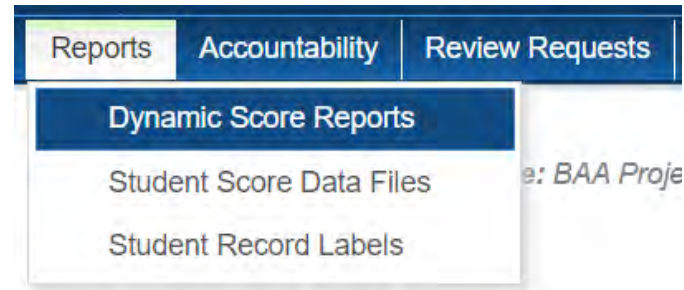 Reports Accountability Review Requests
Dynamic Score Reports
Student Score Data Files
e: BAA Proje
Student Record Labels